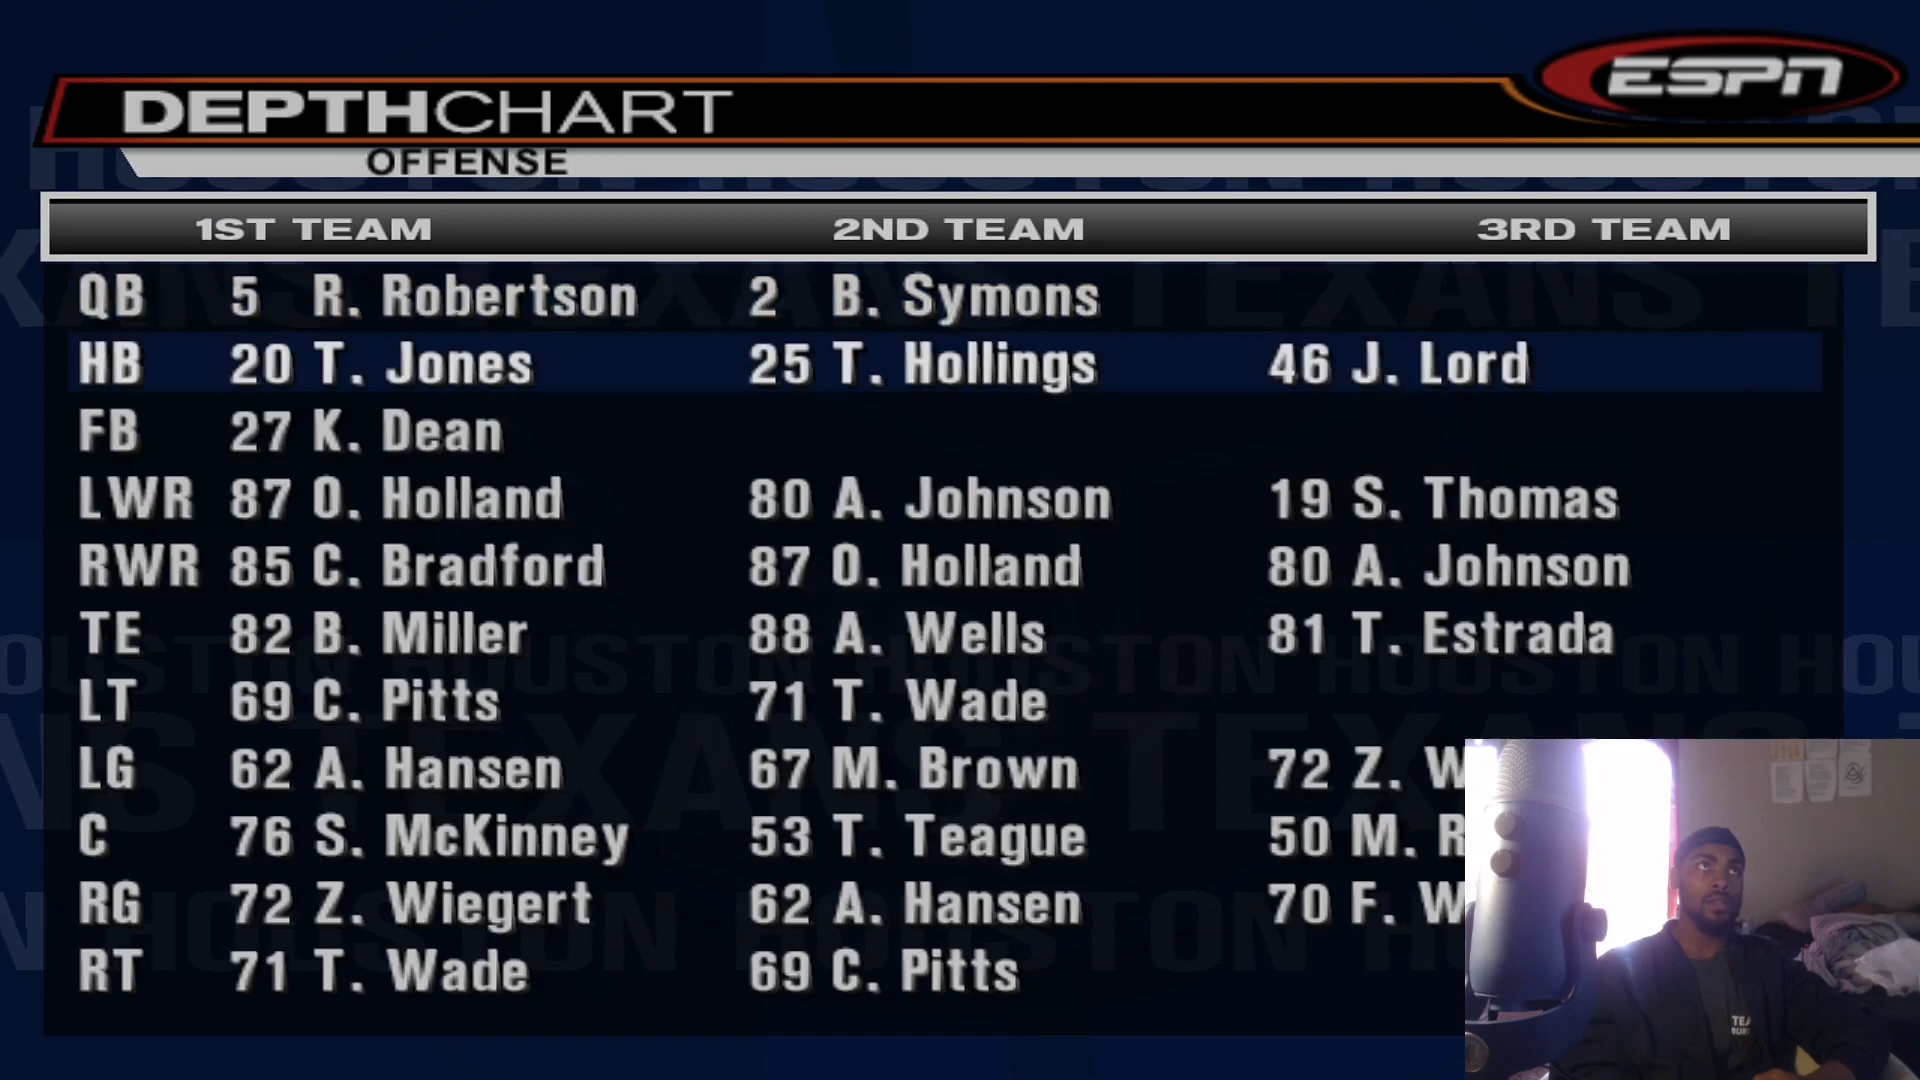 ESPN
DEPTHCHART
OFFENSE
1ST TEAM 2ND TEAM 3RD TEAM
QB 5 R. Robertson 2 B. Symons
HB 20 T. Jones 25 T. Hollings 46 J. Lord
FB 27 K. Dean
LWR 87 O. Holland 80 A. Johnson 19 S. Thomas
RWR 85 C. Bradford 87 O. Holland 80 A. Johnson
TE 82 B. Miller 88 A. Wells 81 T. Estrada
LT 69 C. Pitts 71 T. Wade
LG 62 A. Hansen 67 M. Brown 72 Z. W
C 76 S. McKinney 53 T. Teague 50 M. R
RG 72 Z. Wiegert 62 A. Hansen 70 F. W
RT 71 T. Wade 69 C. Pitts